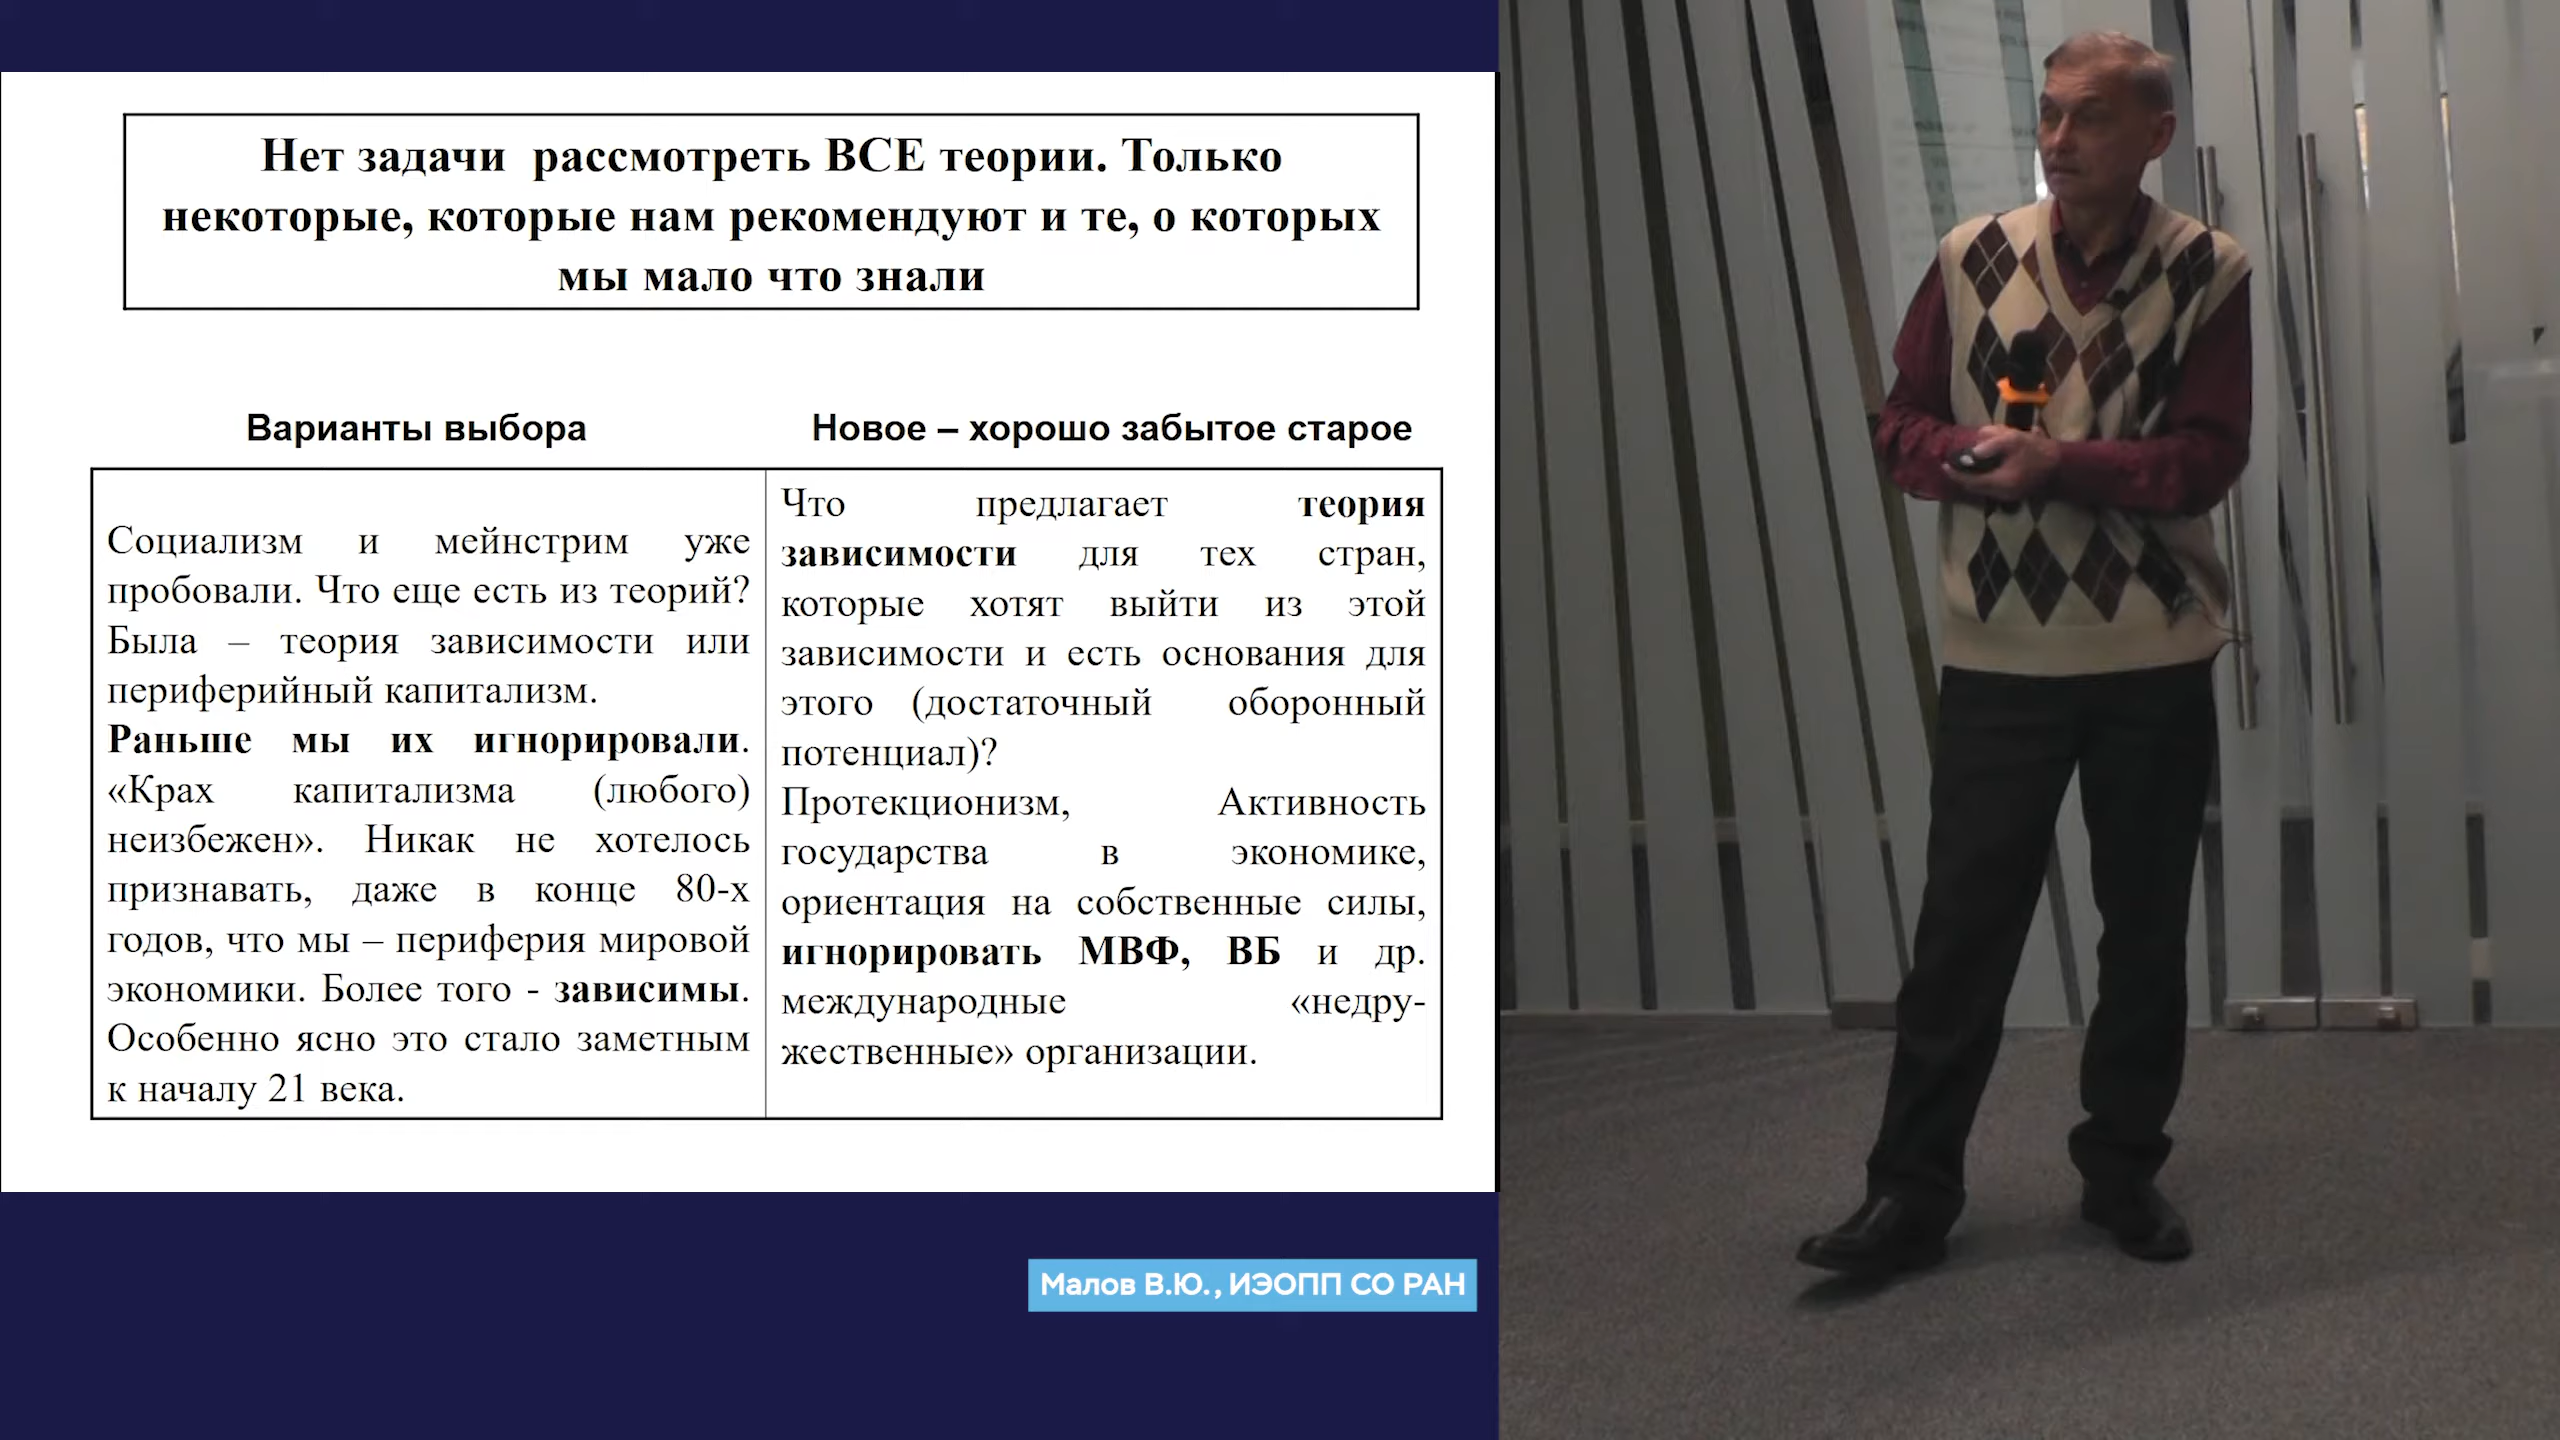 Нет задачи рассмотреть ВСЕ теории. Только
некоторые, которые нам рекомендуют и те, о которых
мы мало что знали
Варианты выбора
Социализм и мейнстрим уже
пробовали. Что еще есть из теорий?
Была – теория зависимости или
периферийный капитализм.
Раньше мы их игнорировали.
«Крах капитализма (любого)
неизбежен». Никак не хотелось
признавать, даже в конце 80-х
годов, что мы – периферия мировой
экономики. Более того - зависимы.
Особенно ясно это стало заметным
к началу 21 века.
Новое – хорошо забытое старое
Что предлагает теория
зависимости для тех стран,
которые хотят выйти из этой
зависимости и есть основания для
этого (достаточный оборонный
потенциал)?
Протекционизм, Активность
государства в экономике,
ориентация на собственные силы,
игнорировать МВФ, ВБ и др.
международные «недру-
жественные» организации.
Малов В.Ю., ИЭОПП СО РАН